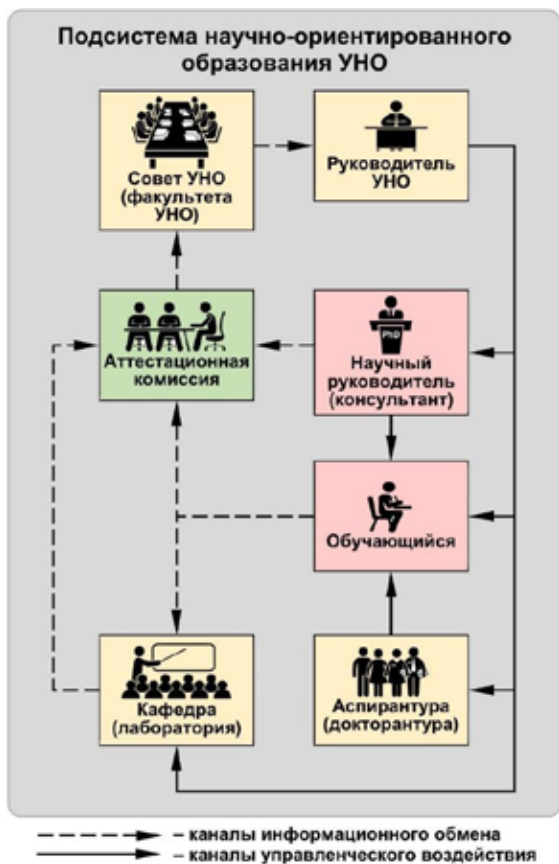 Подсистема научно-ориентированного
образования УНО
Совет УНО
(факультета
УНО)
Руководитель
УНО
Аттестационная
комиссия
PhD
Научный
руководитель
(консультант)
Обучающийся
Кафедра
(лаборатория)
Аспирантура
(докторантура)
– каналы информационного обмена
– каналы управленческого воздействия